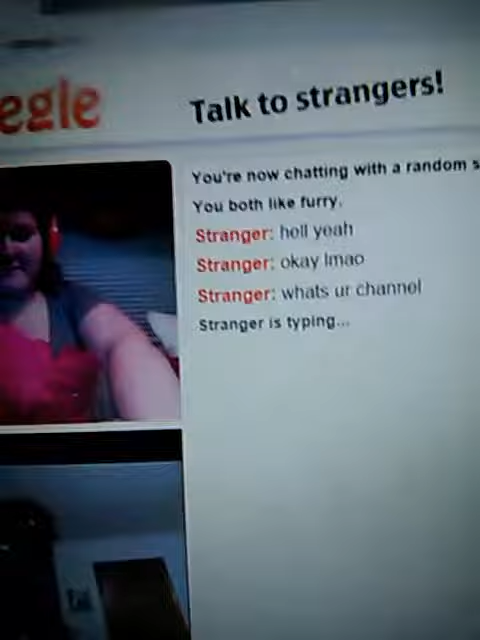 egle
Talk to strangers!
You're now chatting with a random s
You both like furry.
Stranger: hell yeah
Stranger: okay lmao
Stranger: whats ur channel
Stranger is typing...